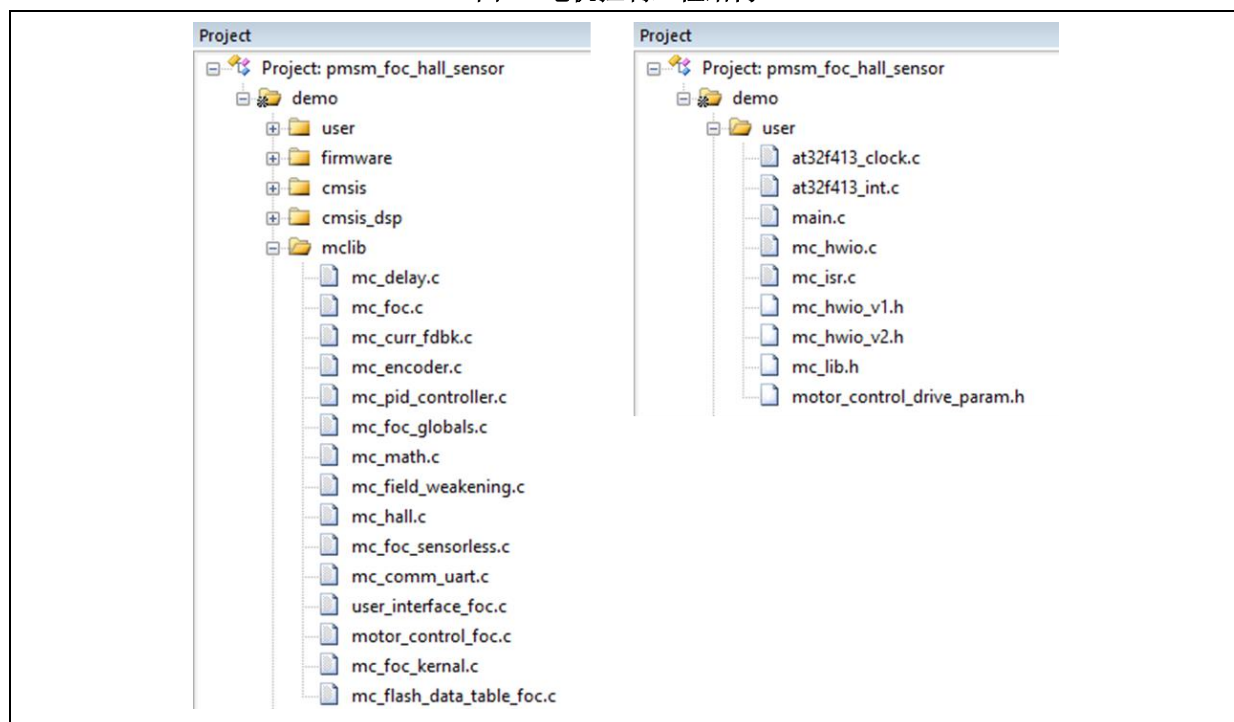 Project
Project: pmsm_foc_hall_sensor
demo
user
firmware
cmsis
cmsis_dsp
mclib
mc_delay.c
mc_foc.c
mc_curr_fdbk.c
mc_encoder.c
mc_pid_controller.c
mc_foc_globals.c
mc_math.c
mc_field_weakening.c
mc_hall.c
mc_foc_sensorless.c
mc_comm_uart.c
user_interface_foc.c
motor_control_foc.c
mc_foc_kernal.c
mc_flash_data_table_foc.c
Project
Project: pmsm_foc_hall_sensor
demo
user
at32f413_clock.c
at32f413_int.c
main.c
mc_hwio.c
mc_isr.c
mc_hwio_v1.h
mc_hwio_v2.h
mc_lib.h
motor_control_drive_param.h